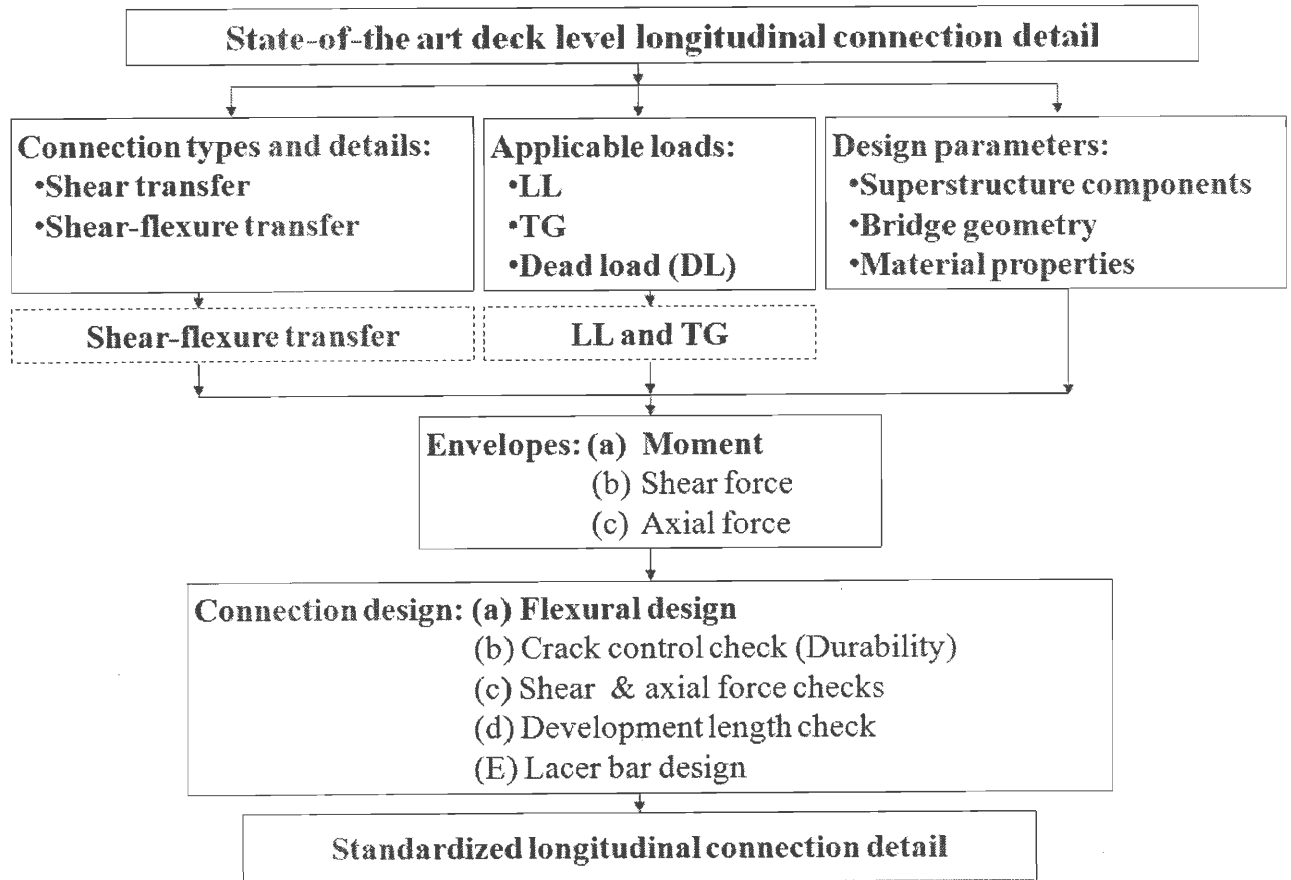 State-of-the art deck level longitudinal connection detail
Connection types and details:
•Shear transfer
•Shear-flexure transfer
Applicable loads:
•LL
•TG
•Dead load (DL)
Design parameters:
•Superstructure components
•Bridge geometry
•Material properties
Shear-flexure transfer
LL and TG
Envelopes: (a) Moment
(b) Shear force
(c) Axial force
Connection design: (a) Flexural design
(b) Crack control check (Durability)
(c) Shear & axial force checks
(d) Development length check
(E) Lacer bar design
Standardized longitudinal connection detail